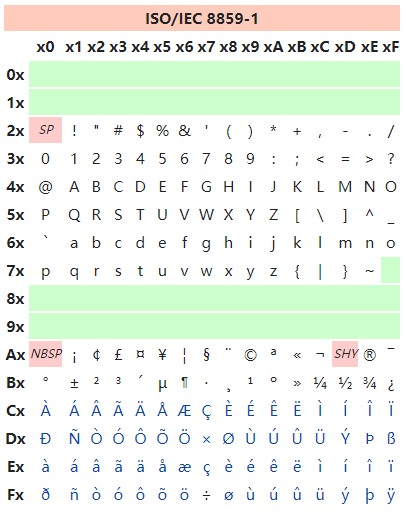 ISO/IEC 8859-1
x0 x1 x2 x3 x4 x5 x6 x7 x8 x9 xA xB xC xD xE xF
0x
1x
2x SP ! " # $ % & ' ( ) * + , - . /
3x 0 1 2 3 4 5 6 7 8 9 : ; < = > ?
4x @ A B C D E F G H I J K L M N O
5x P Q R S T U V W X Y Z [ \ ] ^ _
6x ` a b c d e f g h i j k l m n o
7x p q r s t u v w x y z { | } ~
8x
9x
Ax NBSP ¡ ¢ £ ¤ ¥ ¦ § ¨ © ª « ¬ SHY ® ¯
Bx ° ± ² ³ ´ µ ¶ · ¸ ¹ º » ¼ ½ ¾ ¿
Cx À Á Â Ã Ä Å Æ Ç È É Ê Ë Ì Í Î Ï
Dx Ð Ñ Ò Ó Ô Õ Ö × Ø Ù Ú Û Ü Ý Þ ß
Ex à á â ã ä å æ ç è é ê ë ì í î ï
Fx ð ñ ò ó ô õ ö ÷ ø ù ú û ü ý þ ÿ